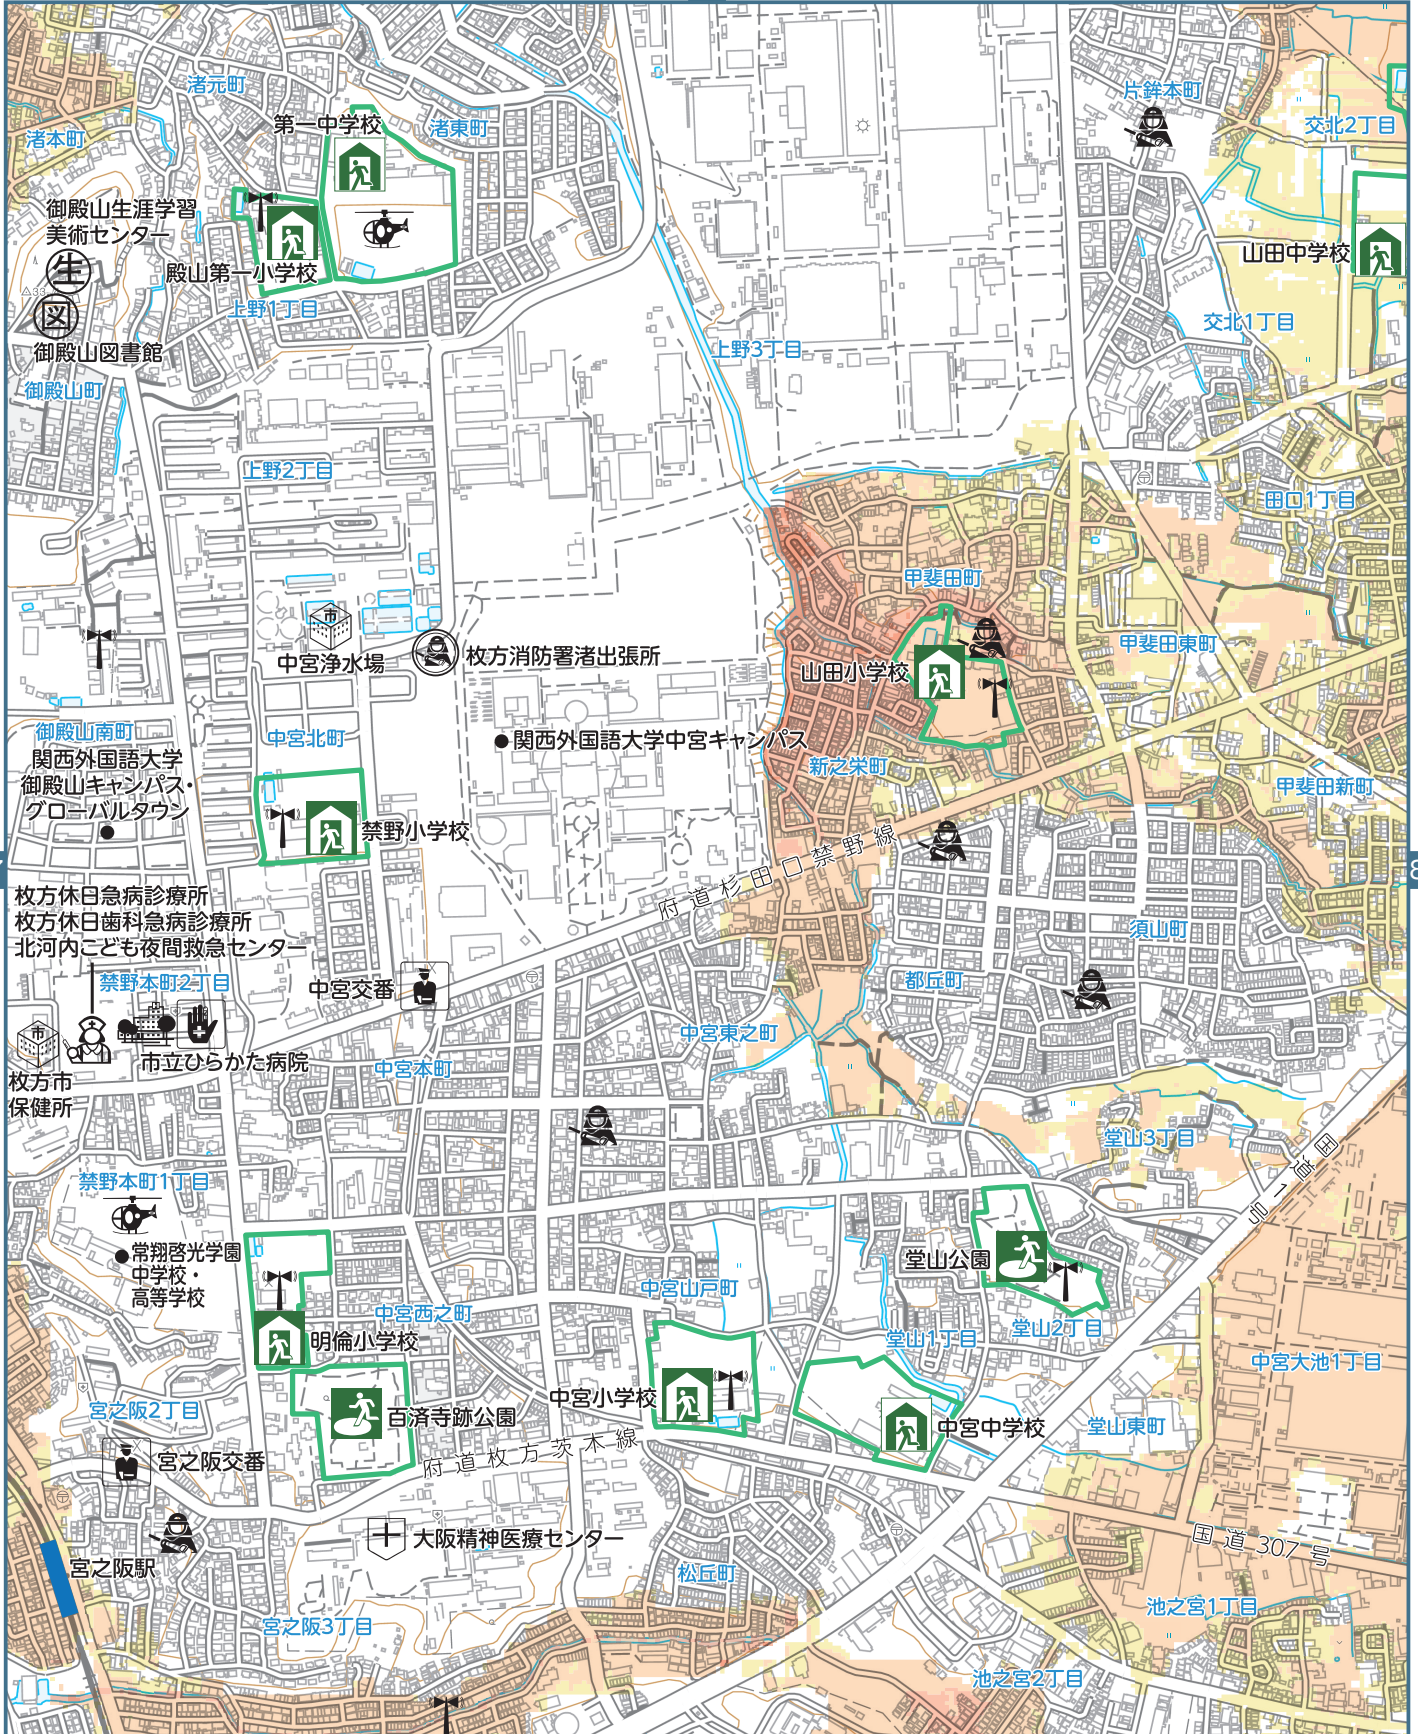 渚元町
片鉾本町
第一中学校
渚東町
交北2丁目
渚本町
御殿山生涯学習
美術センター
生
図
殿山第一小学校
山田中学校
上野1丁目
交北1丁目
御殿山図書館
上野3丁目
御殿山町
上野2丁目
田口1丁目
甲斐田町
市
中宮浄水場
枚方消防署渚出張所
甲斐田東町
山田小学校
御殿山南町
中宮北町
関西外国語大学中宮キャンパス
関西外国語大学
御殿山キャンパス・
グローバルタウン
新之栄町
甲斐田新町
禁野小学校
府道杉田口禁野線
枚方休日急病診療所
枚方休日歯科急病診療所
北河内こども夜間救急センター
須山町
禁野本町2丁目
中宮交番
都丘町
市
中宮東之町
市立ひらかた病院
中宮本町
枚方市
保健所
堂山3丁目
国道1号
禁野本町1丁目
常翔啓光学園
中学校・
高等学校
堂山公園
中宮山戸町
中宮西之町
堂山2丁目
堂山1丁目
明倫小学校
中宮大池1丁目
中宮小学校
宮之阪2丁目
百済寺跡公園
中宮中学校
堂山東町
府道枚方茨木線
宮之阪交番
大阪精神医療センター
国道307号
宮之阪駅
松丘町
池之宮1丁目
宮之阪3丁目
池之宮2丁目